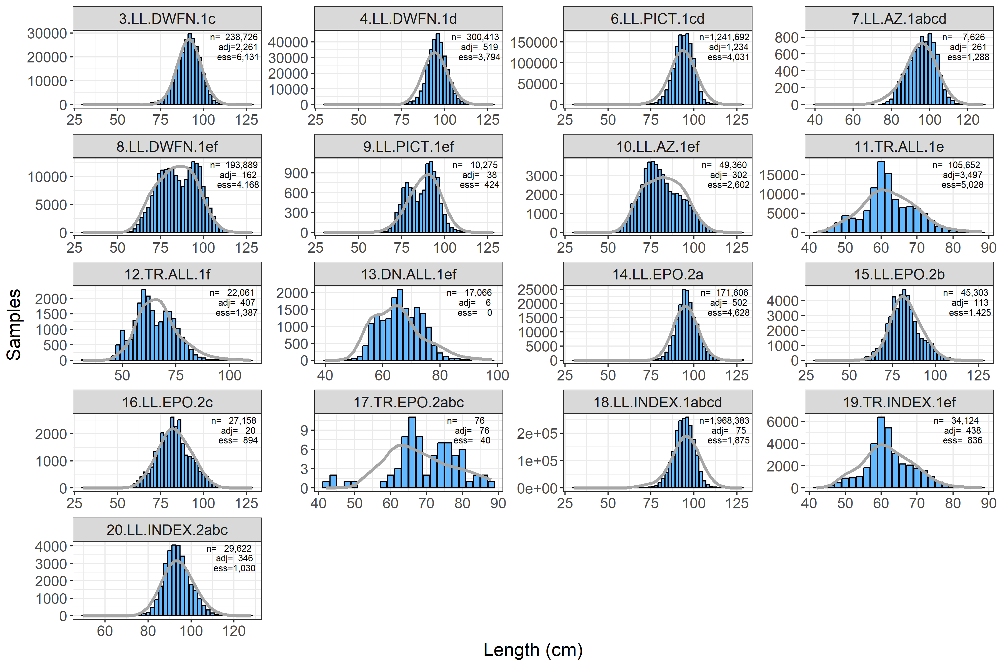 3.LL.DWFN.1c
n= 238,726
adj=2,261
ess=6,131
30000
20000
10000
0
25 50 75 100 125
4.LL.DWFN.1d
n= 300,413
adj= 519
ess=3,794
40000
30000
20000
10000
0
25 50 75 100 125
6.LL.PICT.1cd
n=1,241,692
adj=1,234
ess=4,031
150000
100000
50000
0
25 50 75 100 125
7.LL.AZ.1abcd
n= 7,626
adj= 261
ess=1,288
800
600
400
200
0
40 60 80 100 120
8.LL.DWFN.1ef
n= 193,889
adj= 162
ess=4,168
10000
5000
0
25 50 75 100 125
9.LL.PICT.1ef
n= 10,275
adj= 38
ess= 424
900
600
300
0
25 50 75 100 125
10.LL.AZ.1ef
n= 49,360
adj= 302
ess=2,602
3000
2000
1000
0
25 50 75 100 125
11.TR.ALL.1e
n= 105,652
adj=3,497
ess=5,028
15000
10000
5000
0
40 50 60 70 80 90
12.TR.ALL.1f
n= 22,061
adj= 407
ess=1,387
2000
1500
1000
500
0
50 75 100
13.DN.ALL.1ef
n= 17,066
adj= 6
ess= 0
2000
1500
1000
500
0
40 60 80 100
14.LL.EPO.2a
n= 171,606
adj= 502
ess=4,628
25000
20000
15000
10000
5000
0
25 50 75 100 125
15.LL.EPO.2b
n= 45,303
adj= 113
ess=1,425
4000
3000
2000
1000
0
25 50 75 100 125
16.LL.EPO.2c
n= 27,158
adj= 20
ess= 894
2000
1000
0
25 50 75 100 125
17.TR.EPO.2abc
n= 76
adj= 76
ess= 40
9
6
3
0
40 50 60 70 80 90
18.LL.INDEX.1abcd
n=1,968,383
adj= 75
ess=1,875
2e+05
1e+05
0e+00
25 50 75 100 125
19.TR.INDEX.1ef
n= 34,124
adj= 438
ess= 836
6000
4000
2000
0
40 50 60 70 80 90
20.LL.INDEX.2abc
n= 29,622
adj= 346
ess=1,030
4000
3000
2000
1000
0
60 80 100 120
Samples
Length (cm)